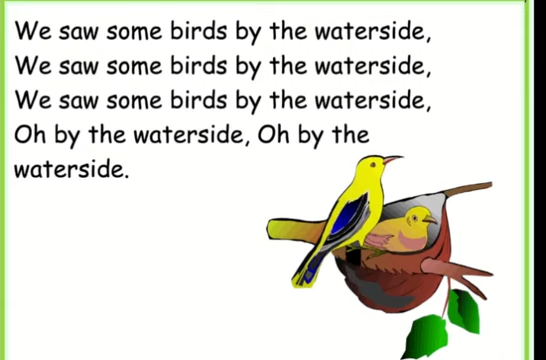 We saw some birds by the waterside,
We saw some birds by the waterside,
We saw some birds by the waterside,
Oh by the waterside, Oh by the
waterside.